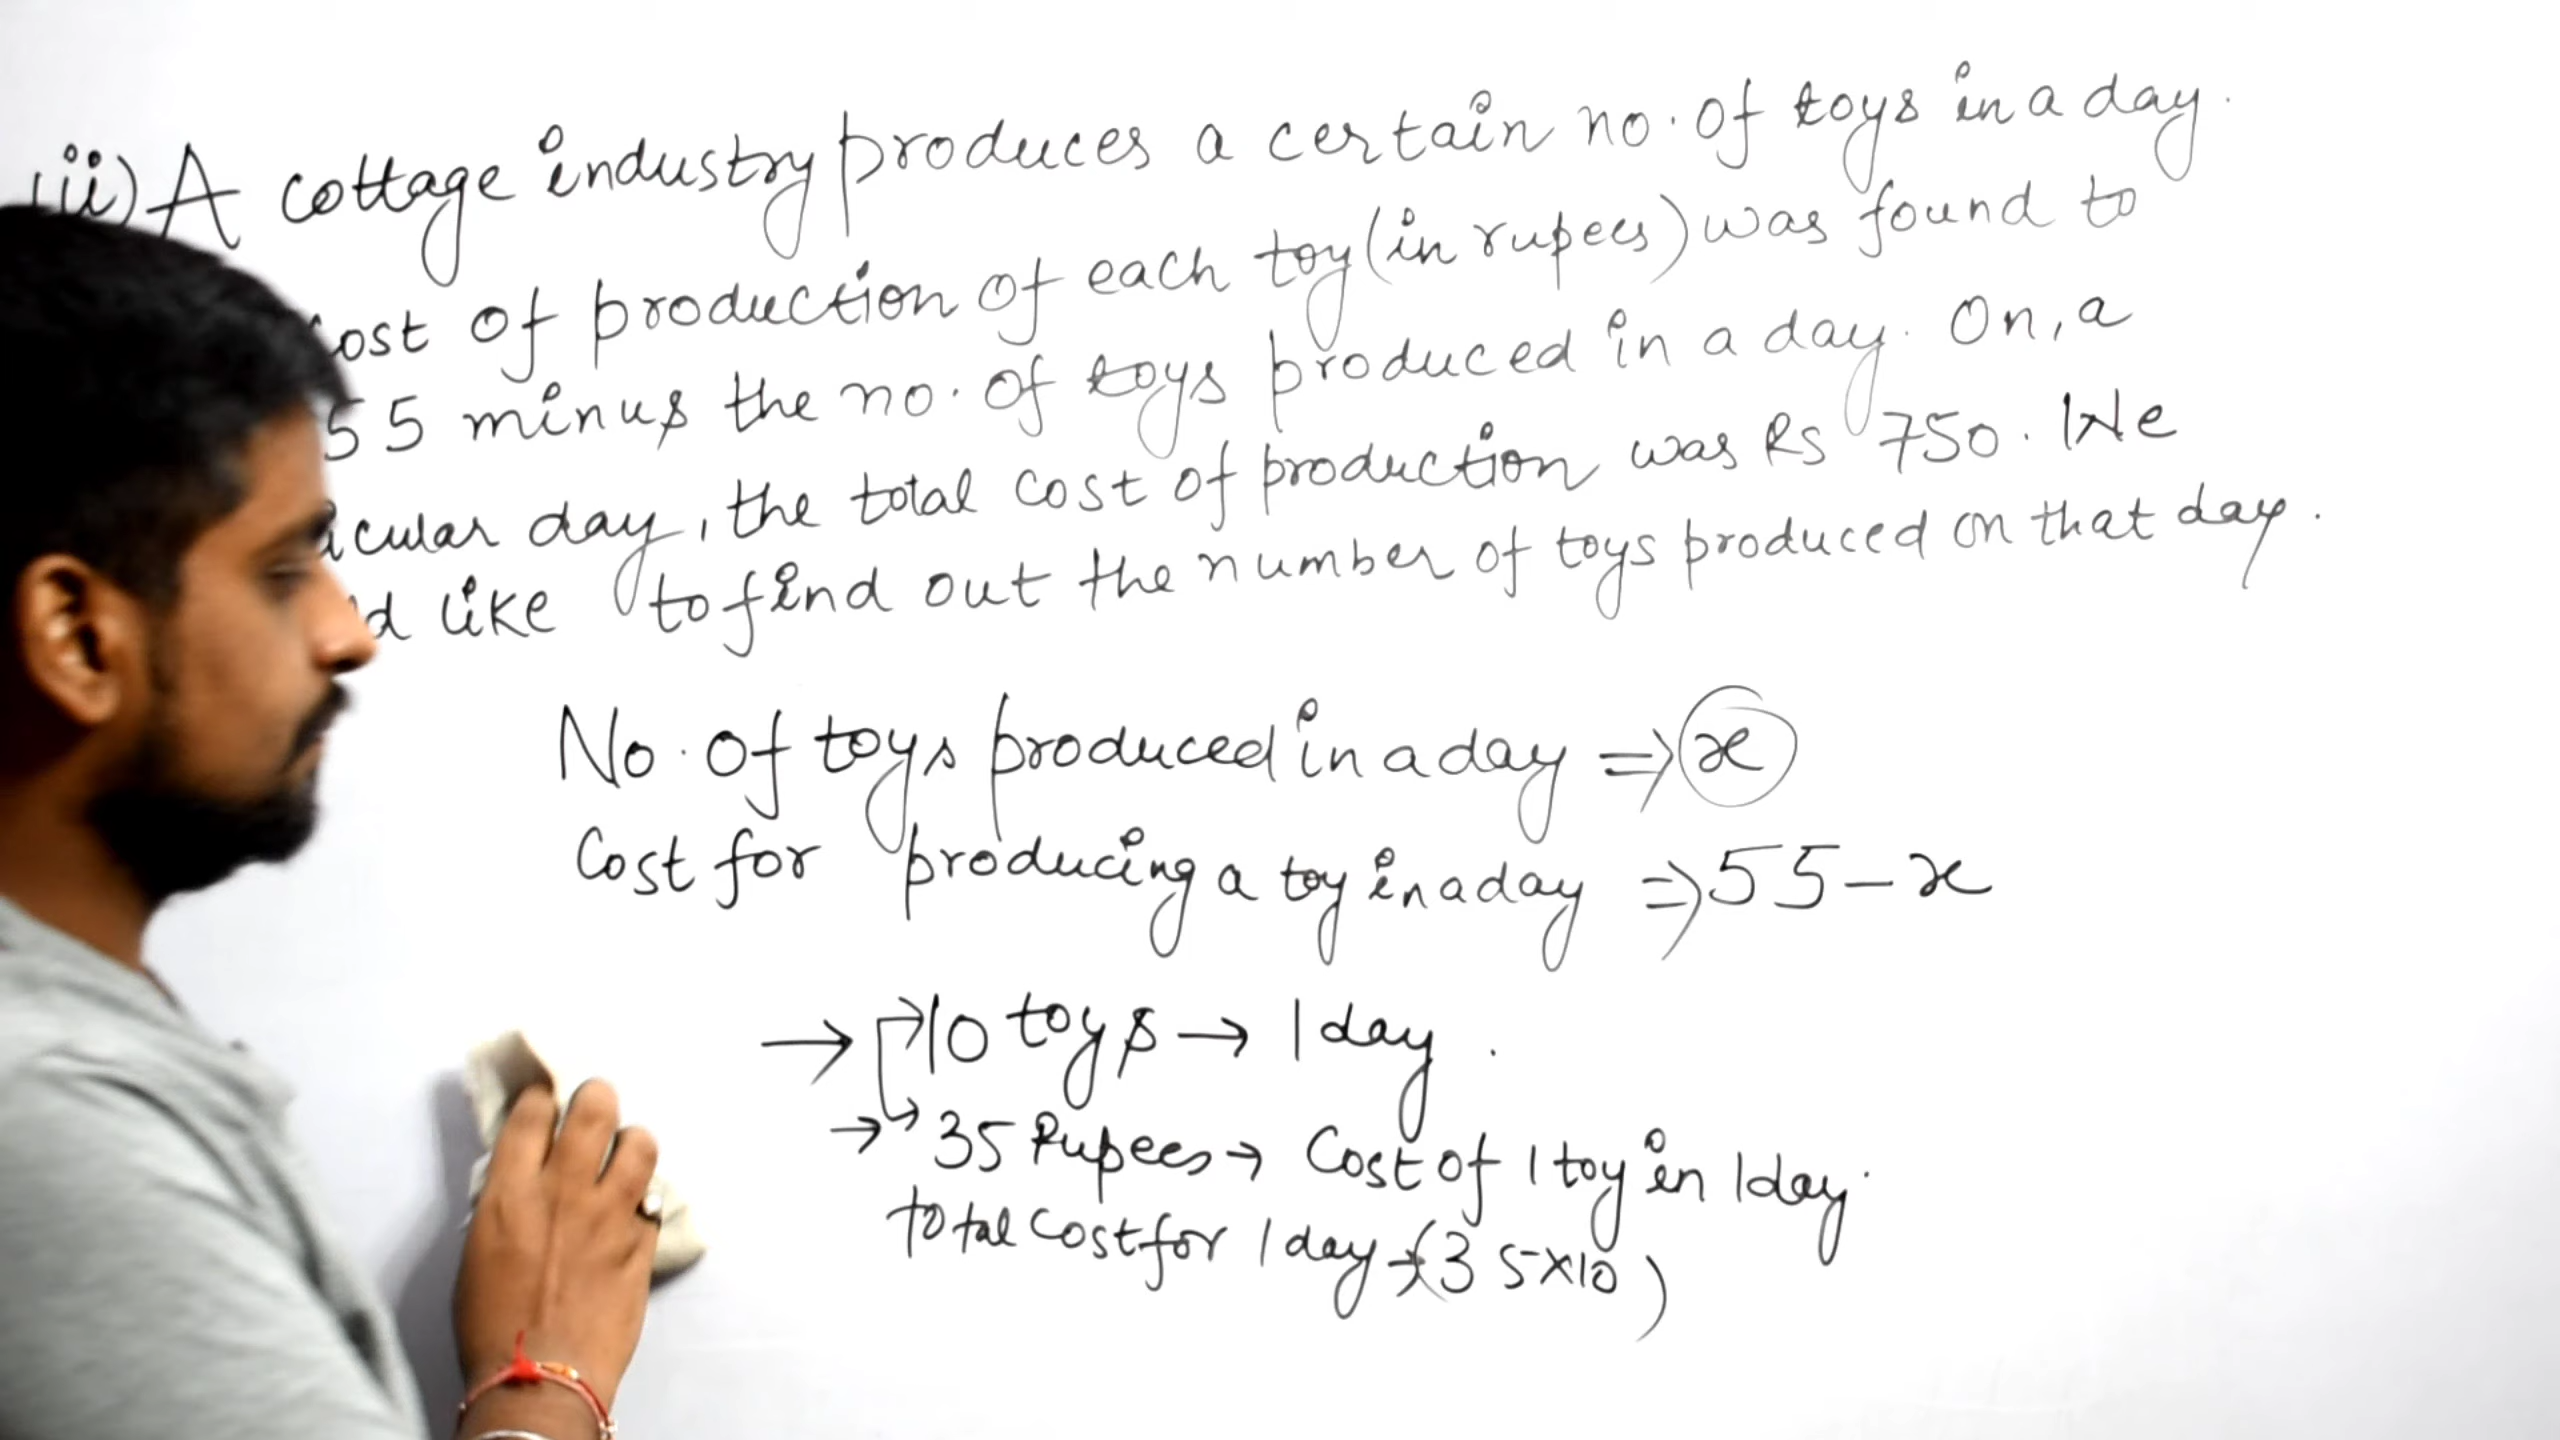 ii) A cottage industry produces a certain no. of toys in a day.
cost of production of each toy (in rupees) was found to
55 minus the no. of toys produced in a day. On, a
day, the total cost of production was Rs 750. We
like to find out the number of toys produced on that day.
No. of toys produced in a day => x
Cost for producing a toy in a day => 55 - x
→ 10 toys → 1 day.
→ 35 Rupees → Cost of 1 toy in 1 day.
total cost for 1 day → (35×10)